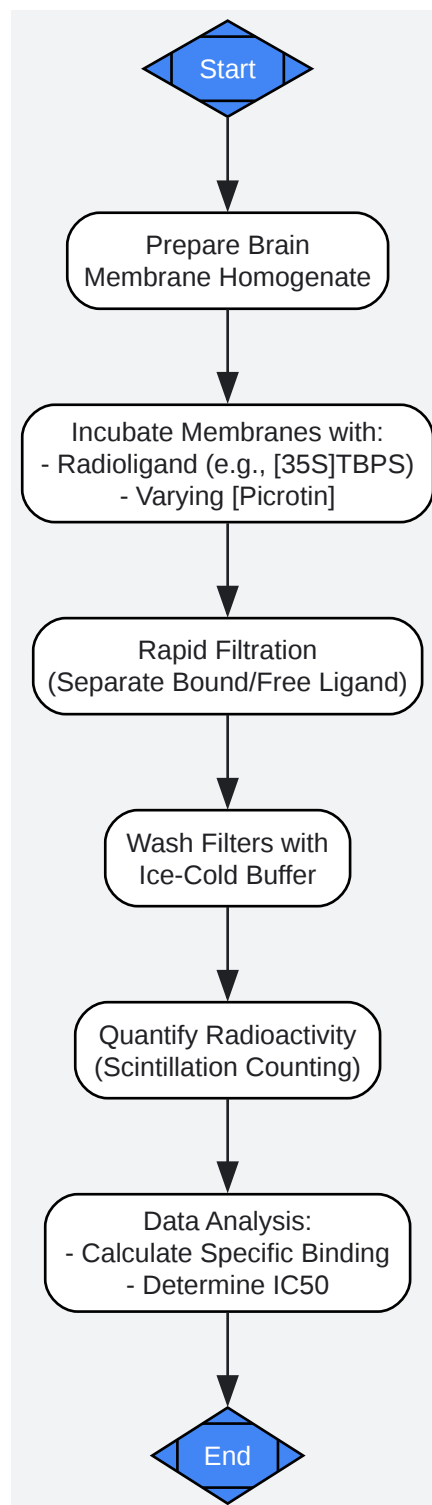 Start
Prepare Brain
Membrane Homogenate
Incubate Membranes with:
- Radioligand (e.g., [35S]TBPS)
- Varying [Picrotin]
Rapid Filtration
(Separate Bound/Free Ligand)
Wash Filters with
Ice-Cold Buffer
Quantify Radioactivity
(Scintillation Counting)
Data Analysis:
- Calculate Specific Binding
- Determine IC50
End